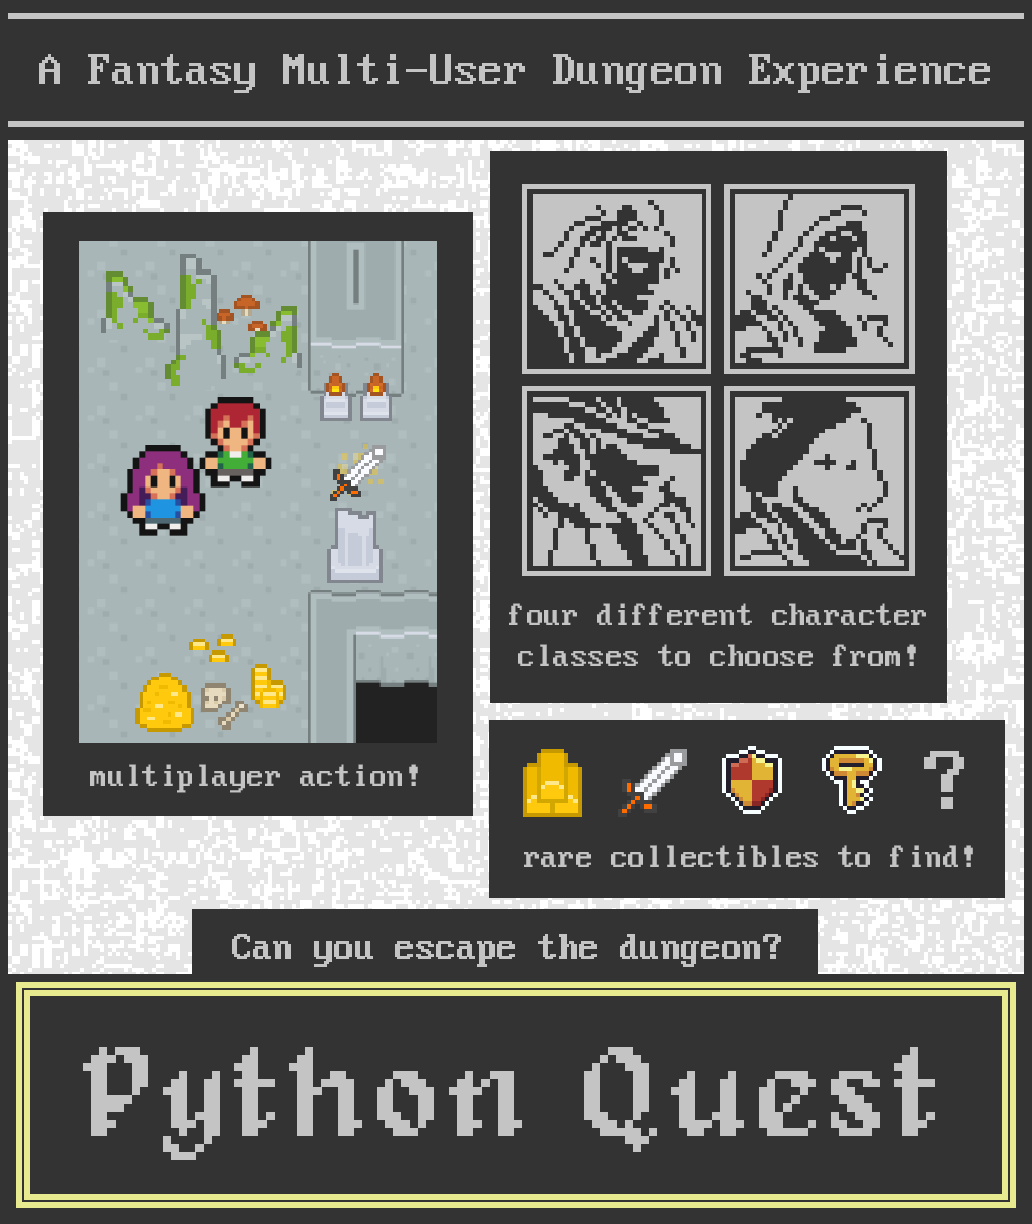 A Fantasy Multi-User Dungeon Experience
multiplayer action!
four different character
classes to choose from!
?
rare collectibles to find!
Can you escape the dungeon?
Python Quest